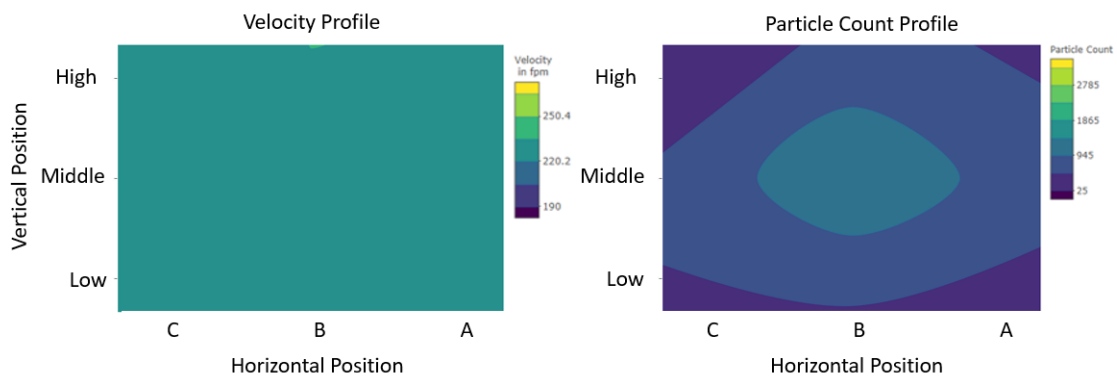 Velocity Profile
Vertical Position
High
Middle
Low
C B A
Horizontal Position
Velocity
in fpm
250.4
220.2
190
Particle Count Profile
High
Middle
Low
C B A
Horizontal Position
Particle Count
2785
1865
945
25